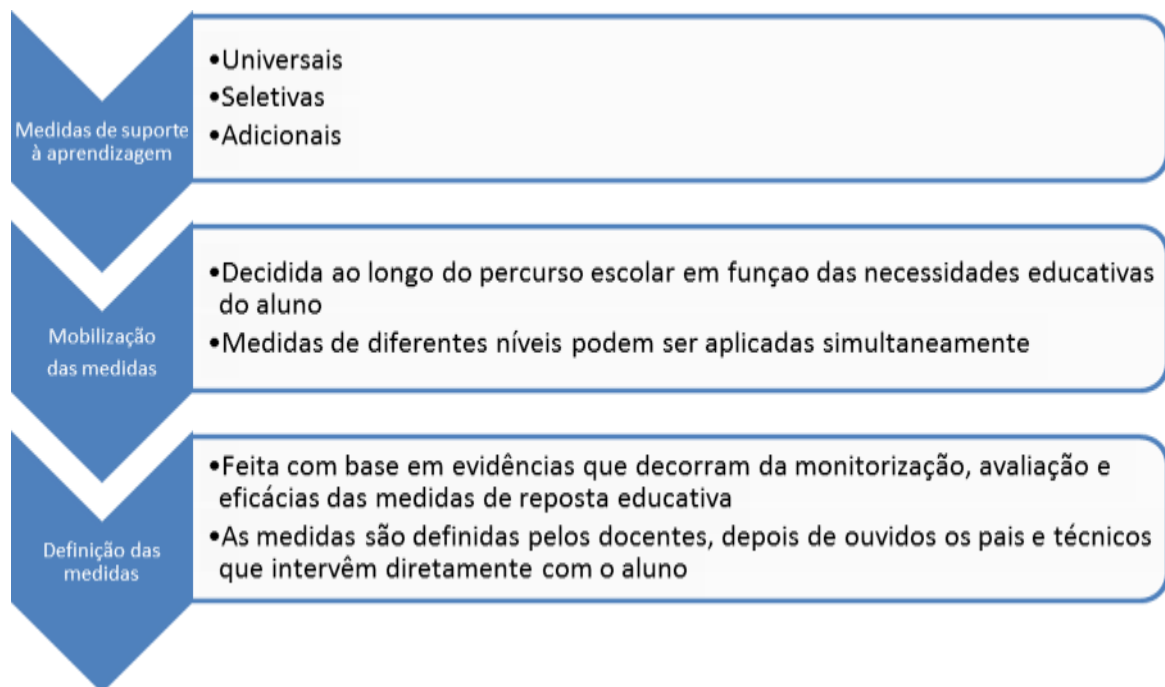 Medidas de suporte
à aprendizagem
•Universais
•Seletivas
•Adicionais
Mobilização
das medidas
•Decidida ao longo do percurso escolar em funçao das necessidades educativas
do aluno
•Medidas de diferentes níveis podem ser aplicadas simultaneamente
Definição das
medidas
•Feita com base em evidências que decorram da monitorização, avaliação e
eficácias das medidas de reposta educativa
•As medidas são definidas pelos docentes, depois de ouvidos os pais e técnicos
que intervêm diretamente com o aluno